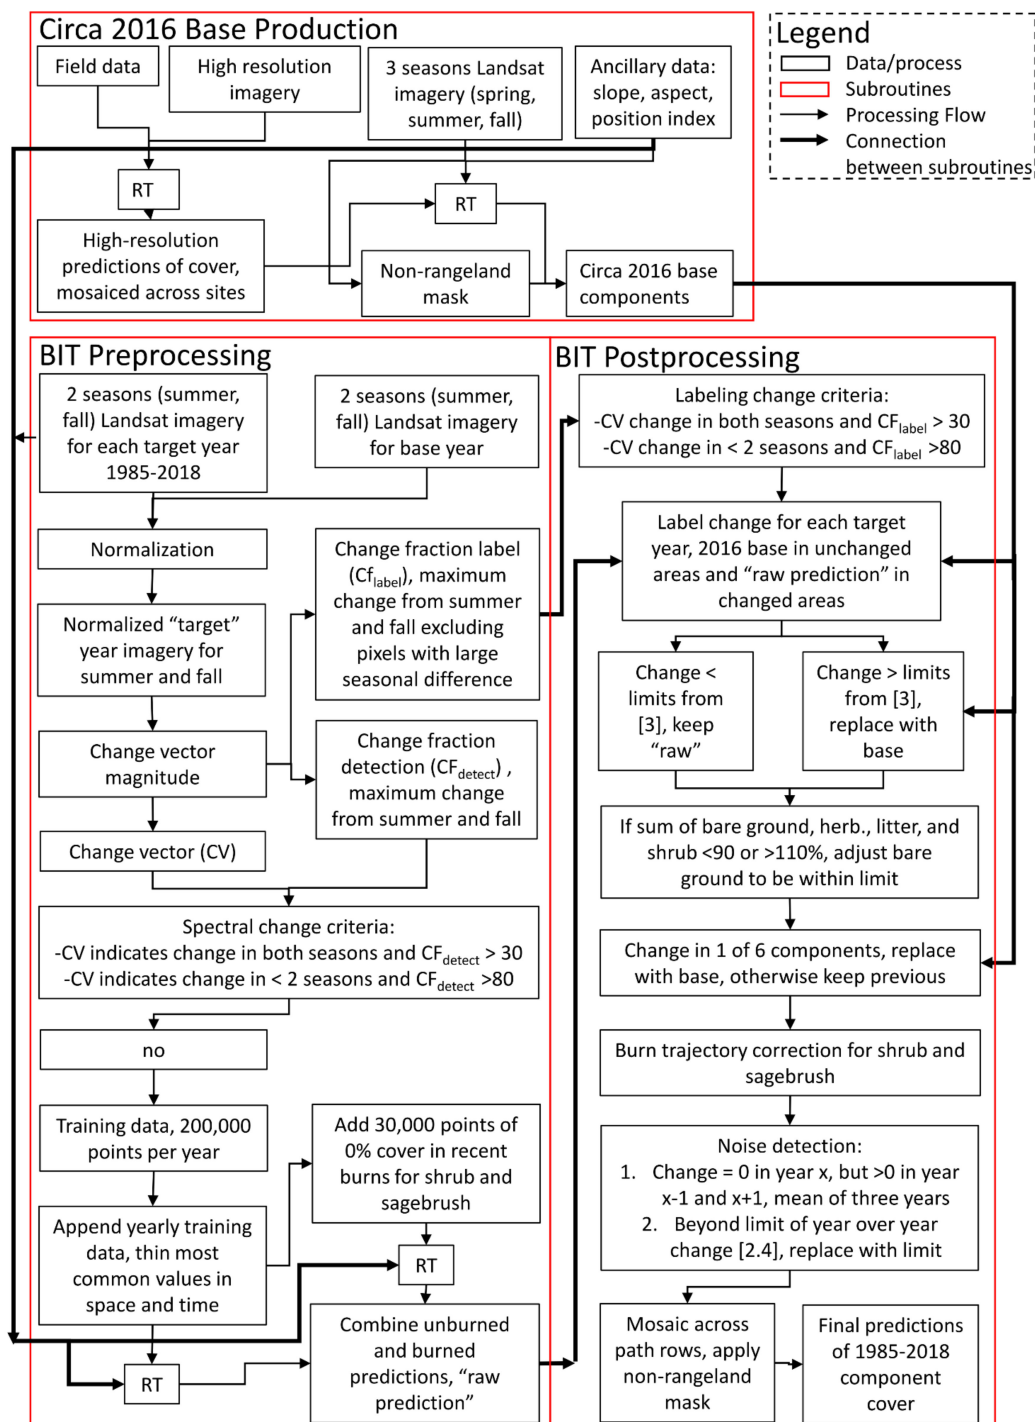 Circa 2016 Base Production
Field data
High resolution
imagery
3 seasons Landsat
imagery (spring,
summer, fall)
Ancillary data:
slope, aspect,
position index
RT
RT
High-resolution
predictions of cover,
mosaiced across sites
Non-rangeland
mask
Circa 2016 base
components
Legend
Data/process
Subroutines
Processing Flow
Connection
between subroutines
BIT Preprocessing
2 seasons (summer,
fall) Landsat imagery
for each target year
1985-2018
2 seasons (summer,
fall) Landsat imagery
for base year
Normalization
Normalized “target”
year imagery for
summer and fall
Change vector
magnitude
Change vector (CV)
Change fraction label
(Cflabel), maximum
change from summer
and fall excluding
pixels with large
seasonal difference
Change fraction
detection (CFdetect) ,
maximum change
from summer and fall
Spectral change criteria:
-CV indicates change in both seasons and CFdetect > 30
-CV indicates change in < 2 seasons and CFdetect >80
no
Training data, 200,000
points per year
Append yearly training
data, thin most
common values in
space and time
RT
Add 30,000 points of
0% cover in recent
burns for shrub and
sagebrush
RT
Combine unburned
and burned
predictions, “raw
prediction”
BIT Postprocessing
Labeling change criteria:
-CV change in both seasons and CFlabel > 30
-CV change in < 2 seasons and CFlabel >80
Label change for each target
year, 2016 base in unchanged
areas and “raw prediction” in
changed areas
Change <
limits from
[3], keep
“raw”
Change > limits
from [3],
replace with
base
If sum of bare ground, herb., litter, and
shrub <90 or >110%, adjust bare
ground to be within limit
Change in 1 of 6 components, replace
with base, otherwise keep previous
Burn trajectory correction for shrub and
sagebrush
Noise detection:
1. Change = 0 in year x, but >0 in year
x-1 and x+1, mean of three years
2. Beyond limit of year over year
change [2.4], replace with limit
Mosaic across
path rows, apply
non-rangeland
mask
Final predictions
of 1985-2018
component
cover